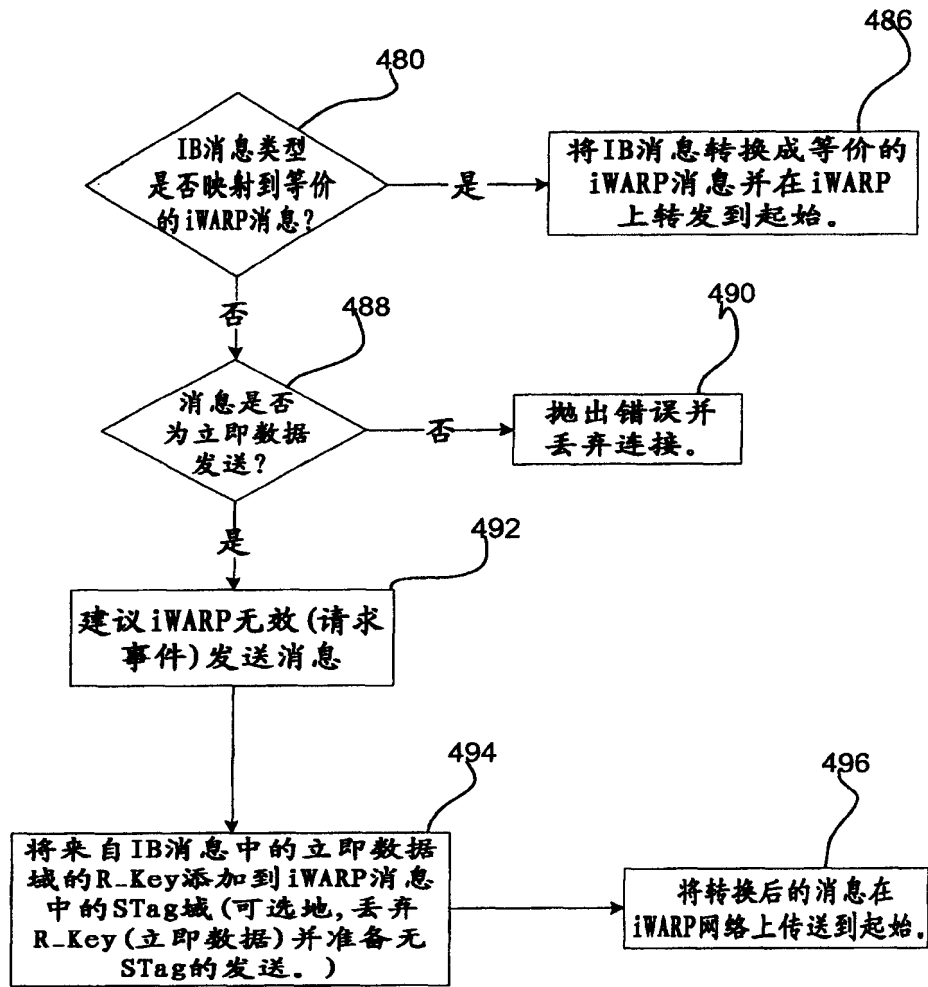 480
IB消息类型
是否映射到等价
的iWARP消息?
是
486
将IB消息转换成等价的
iWARP消息并在iWARP
上转发到起始。
否
488
消息是否
为立即数据
发送?
否
490
抛出错误并
丢弃连接。
是
492
建议iWARP无效(请求
事件)发送消息
494
将来自IB消息中的立即数据
域的R_Key添加到iWARP消息
中的STag域(可选地,丢弃
R_Key(立即数据)并准备无
STag的发送。)
496
将转换后的消息在
iWARP网络上传送到起始。